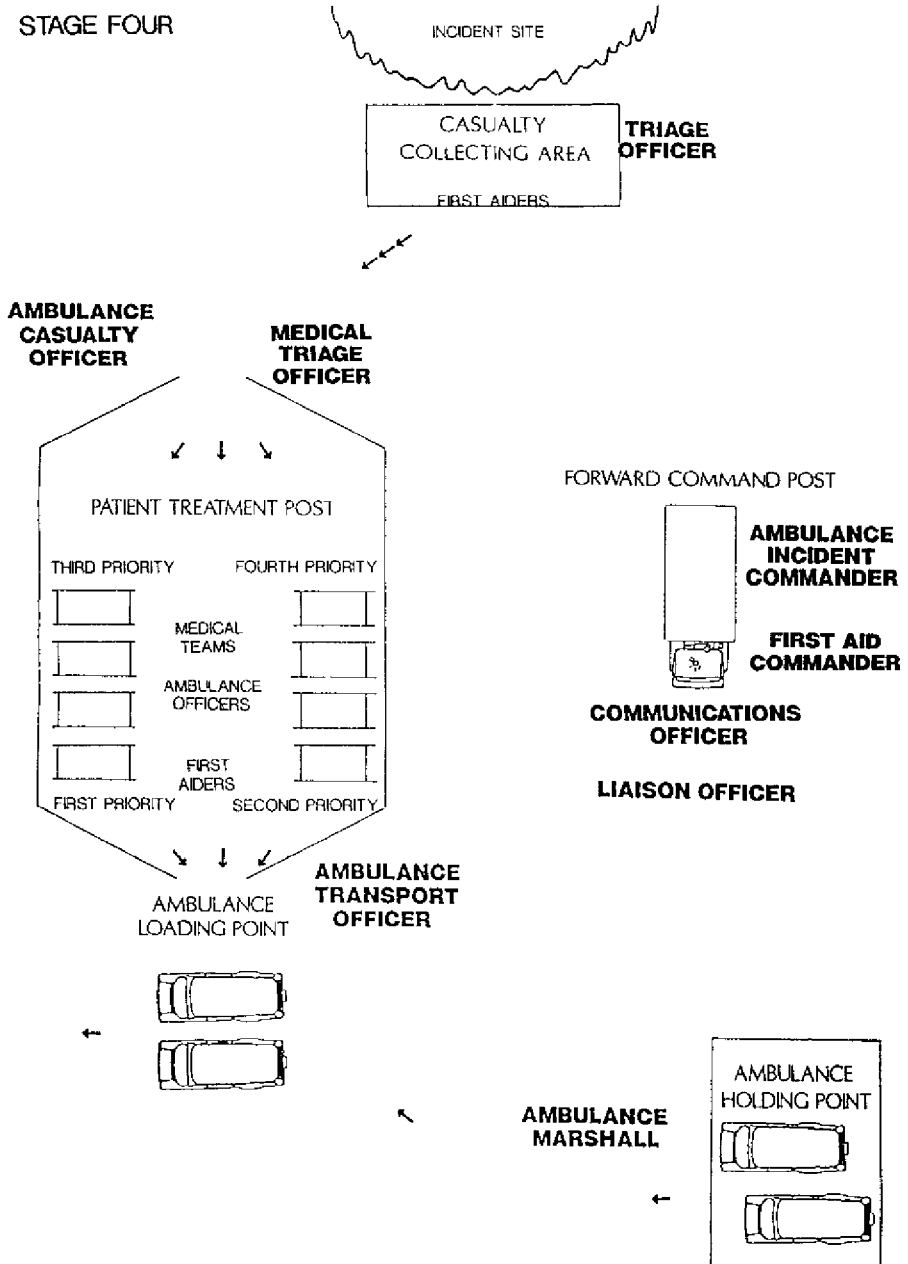 STAGE FOUR
INCIDENT SITE
CASUALTY
COLLECTING AREA
FIRST AIDERS
TRIAGE
OFFICER
AMBULANCE
CASUALTY
OFFICER
MEDICAL
TRIAGE
OFFICER
PATIENT TREATMENT POST
THIRD PRIORITY
FOURTH PRIORITY
MEDICAL
TEAMS
AMBULANCE
OFFICERS
FIRST
AIDERS
FIRST PRIORITY
SECOND PRIORITY
FORWARD COMMAND POST
AMBULANCE
INCIDENT
COMMANDER
FIRST AID
COMMANDER
COMMUNICATIONS
OFFICER
LIAISON OFFICER
AMBULANCE
TRANSPORT
OFFICER
AMBULANCE
LOADING POINT
AMBULANCE
MARSHALL
AMBULANCE
HOLDING POINT